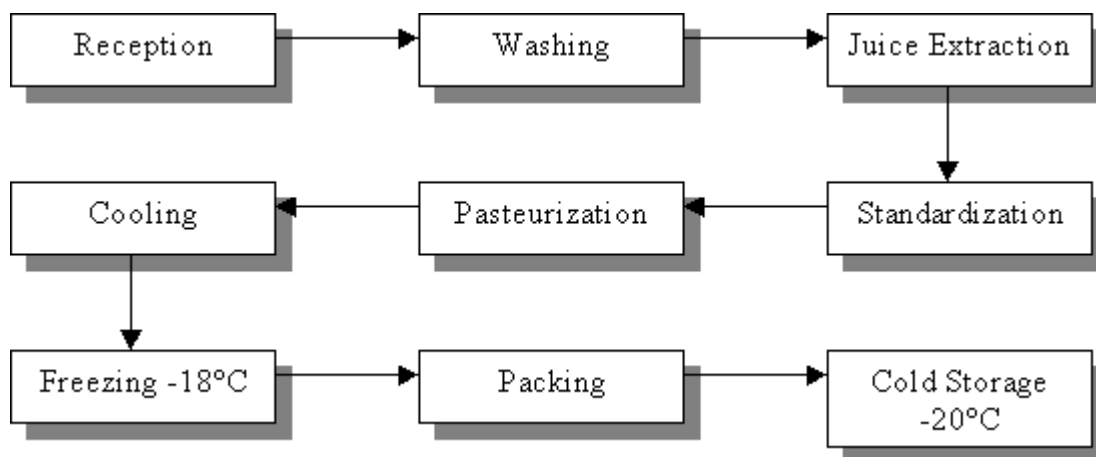 Reception
Washing
Juice Extraction
Cooling
Pasteurization
Standardization
Freezing -18°C
Packing
Cold Storage
-20°C